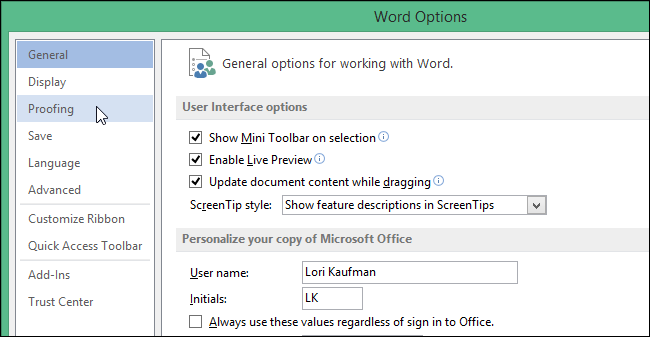 Word Options
General
Display
Proofing
Save
Language
Advanced
Customize Ribbon
Quick Access Toolbar
Add-Ins
Trust Center
General options for working with Word.
User Interface options
Show Mini Toolbar on selection
Enable Live Preview
Update document content while dragging
ScreenTip style: Show feature descriptions in ScreenTips
Personalize your copy of Microsoft Office
User name: Lori Kaufman
Initials: LK
Always use these values regardless of sign in to Office.